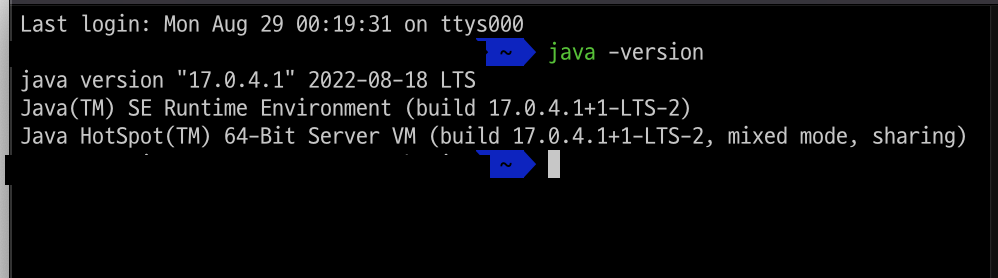 Last login: Mon Aug 29 00:19:31 on ttys000
~ java -version
java version "17.0.4.1" 2022-08-18 LTS
Java(TM) SE Runtime Environment (build 17.0.4.1+1-LTS-2)
Java HotSpot(TM) 64-Bit Server VM (build 17.0.4.1+1-LTS-2, mixed mode, sharing)
~